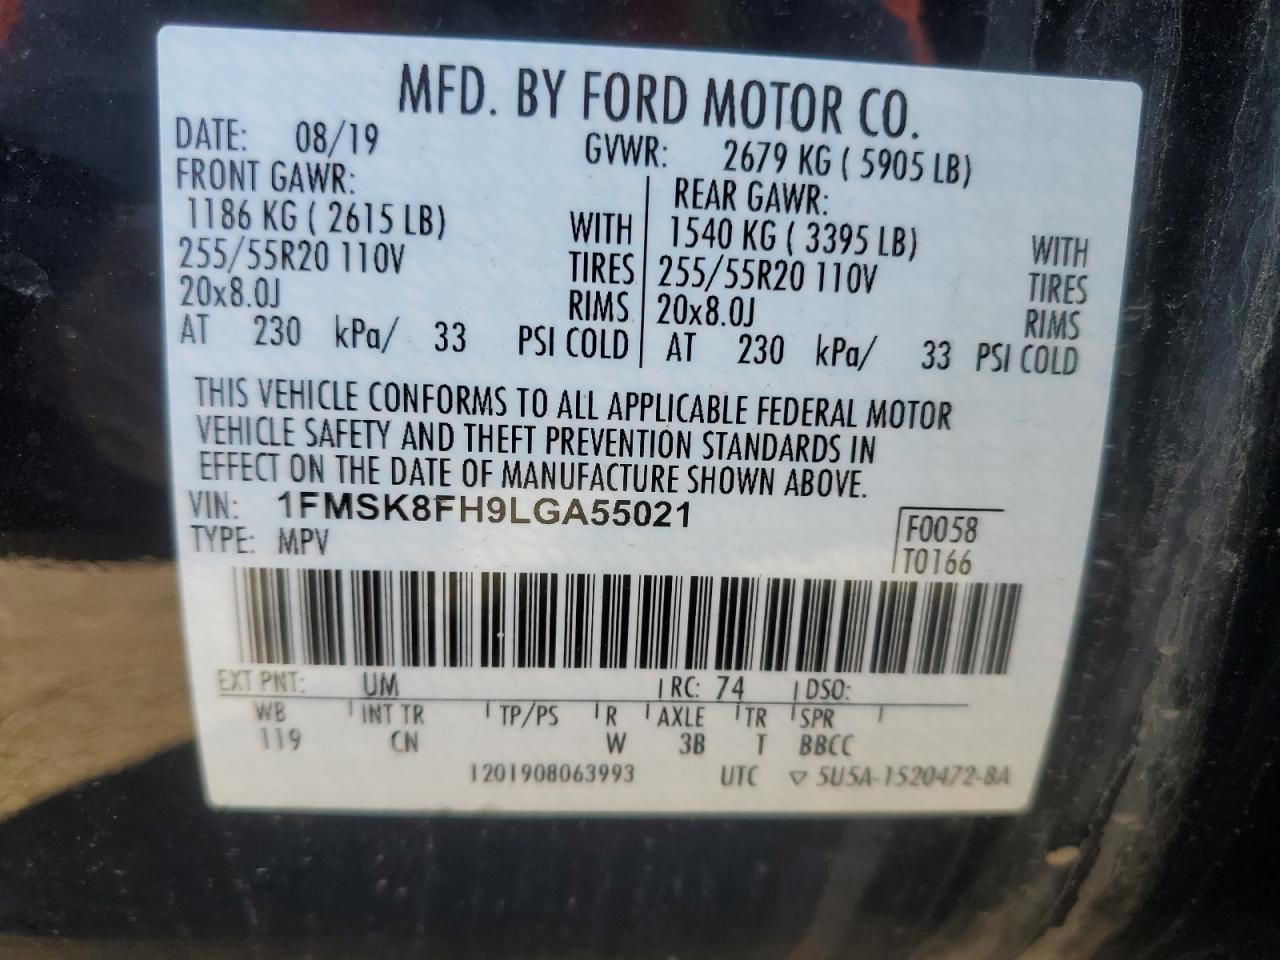 MFD. BY FORD MOTOR CO.
DATE: 08/19 GVWR: 2679 KG ( 5905 LB)
FRONT GAWR: REAR GAWR:
1186 KG ( 2615 LB) WITH 1540 KG ( 3395 LB) WITH
255/55R20 110V TIRES 255/55R20 110V TIRES
20x8.0J RIMS 20x8.0J RIMS
AT 230 kPa/ 33 PSI COLD AT 230 kPa/ 33 PSI COLD
THIS VEHICLE CONFORMS TO ALL APPLICABLE FEDERAL MOTOR
VEHICLE SAFETY AND THEFT PREVENTION STANDARDS IN
EFFECT ON THE DATE OF MANUFACTURE SHOWN ABOVE.
VIN: 1FMSK8FH9LGA55021
F0058
TYPE: MPV
T0166
EXT PNT: UM RC: 74 DSO:
WB INT TR TP/PS R AXLE TR SPR
119 CN W 3B T BBCC
1201908063993 UTC ▽ 5U5A-1520472-8A